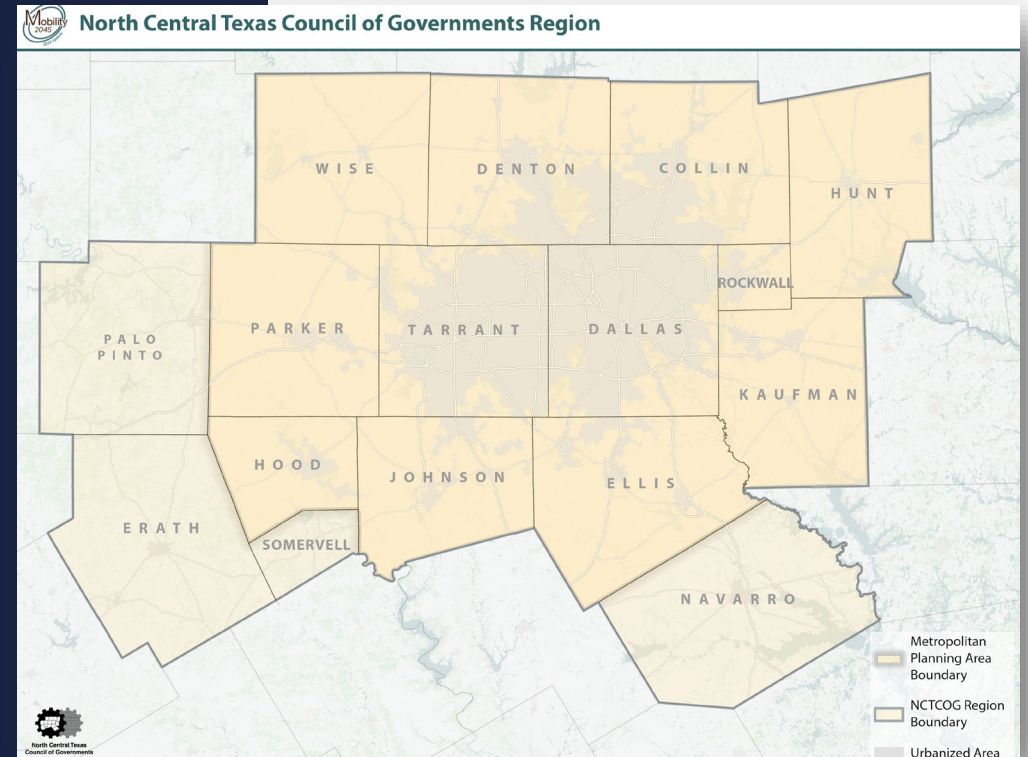 Mobility
2045
North Central Texas Council of Governments Region
WISE
DENTON
COLLIN
HUNT
ROCKWALL
PALO
PINTO
PARKER
TARRANT
DALLAS
KAUFMAN
HOOD
JOHNSON
ELLIS
ERATH
SOMERVELL
NAVARRO
Metropolitan
Planning Area
Boundary
NCTCOG Region
Boundary
Urbanized Area
North Central Texas
Council of Governments